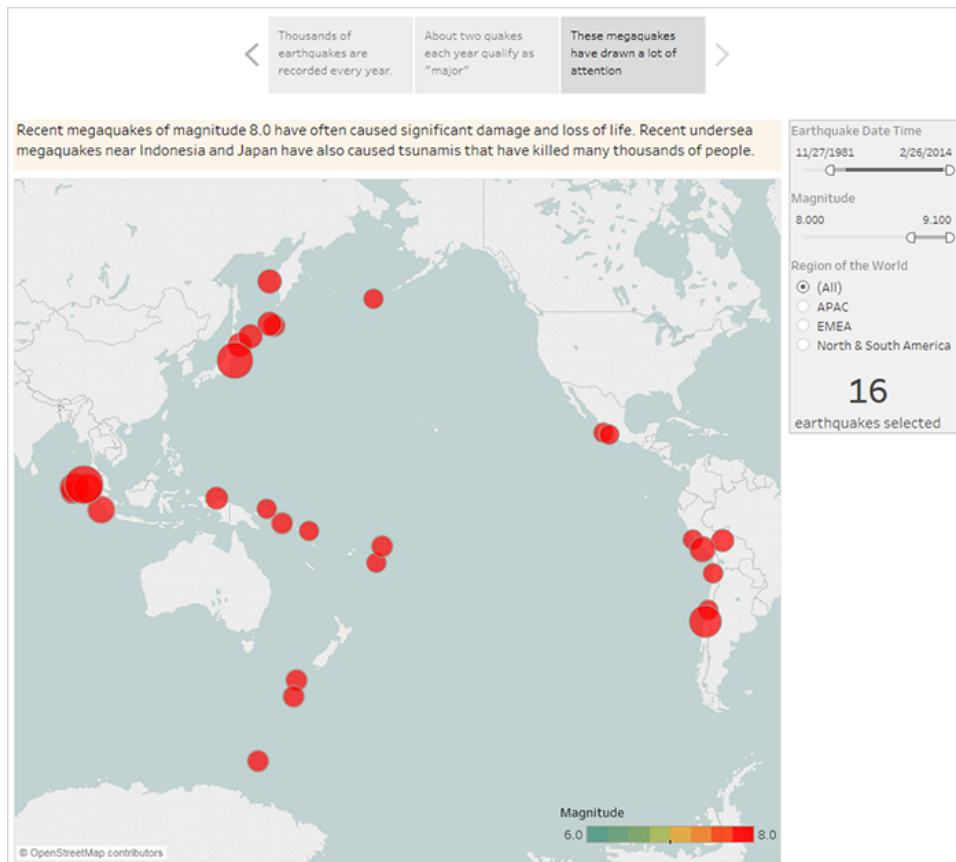 Thousands of
earthquakes are
recorded every year.
About two quakes
each year qualify as
"major"
These megaquakes
have drawn a lot of
attention
Recent megaquakes of magnitude 8.0 have often caused significant damage and loss of life. Recent undersea
megaquakes near Indonesia and Japan have also caused tsunamis that have killed many thousands of people.
Earthquake Date Time
11/27/1981 2/26/2014
Magnitude
8.000 9.100
Region of the World
(All)
APAC
EMEA
North & South America
16
earthquakes selected
Magnitude
6.0 8.0
© OpenStreetMap contributors